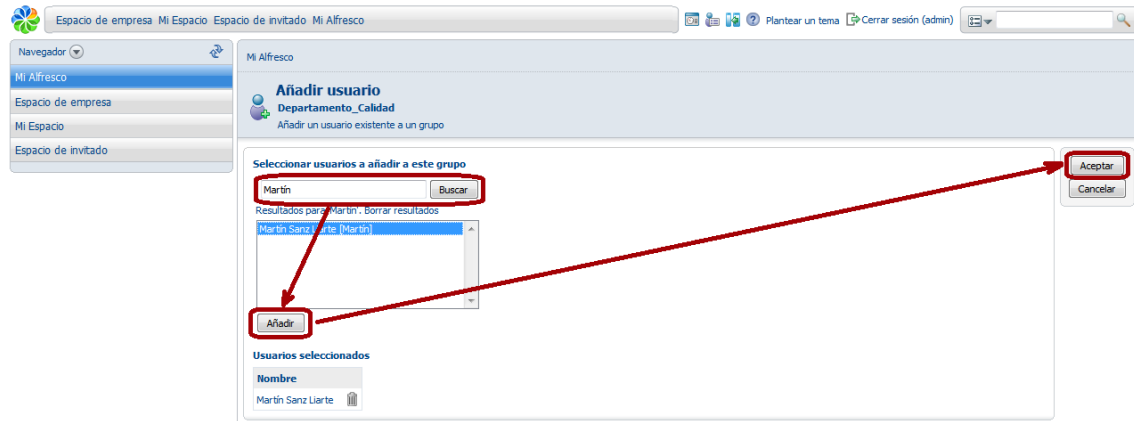 Espacio de empresa Mi Espacio Espacio de invitado Mi Alfresco
Plantear un tema Cerrar sesión (admin)
Navegador
Mi Alfresco
Espacio de empresa
Mi Espacio
Espacio de invitado
Mi Alfresco
Añadir usuario
Departamento_Calidad
Añadir un usuario existente a un grupo
Seleccionar usuarios a añadir a este grupo
Martín Buscar
Resultados para 'Martín'. Borrar resultados
Martín Sanz Liarte [Martín]
Añadir
Usuarios seleccionados
Nombre
Martín Sanz Liarte
Aceptar
Cancelar